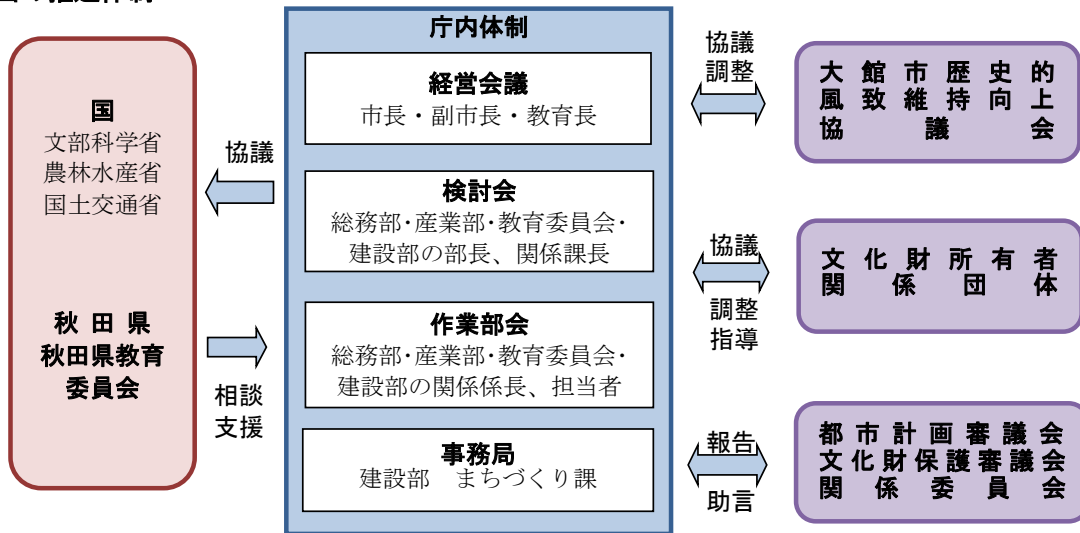 推進体制
国
文部科学省
農林水産省
国土交通省
秋田県
秋田県教育
委員会
協議
相談
支援
庁内体制
経営会議
市長・副市長・教育長
検討会
総務部・産業部・教育委員会・
建設部の部長、関係課長
作業部会
総務部・産業部・教育委員会・
建設部の関係係長、担当者
事務局
建設部　まちづくり課
協議
調整
大館市歴史的
風致維持向上
協議会
協議
調整
指導
文化財所有者
関係団体
報告
助言
都市計画審議会
文化財保護審議会
関係委員会